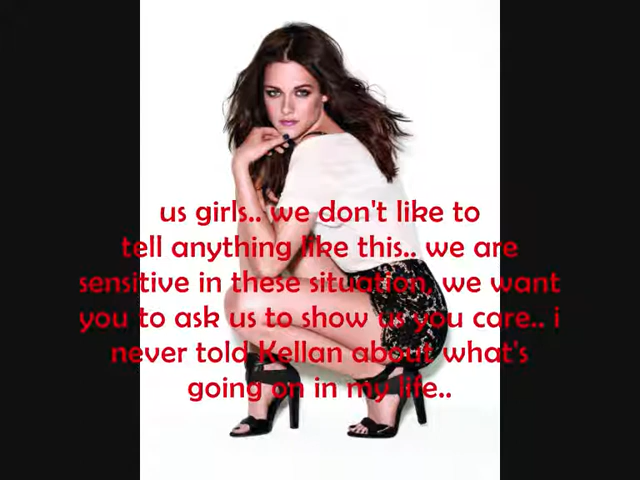 us girls.. we don't like to
tell anything like this.. we are
sensitive in these situation, we want
you to ask us to show us you care.. i
never told Kellan about what's
going on in my life..